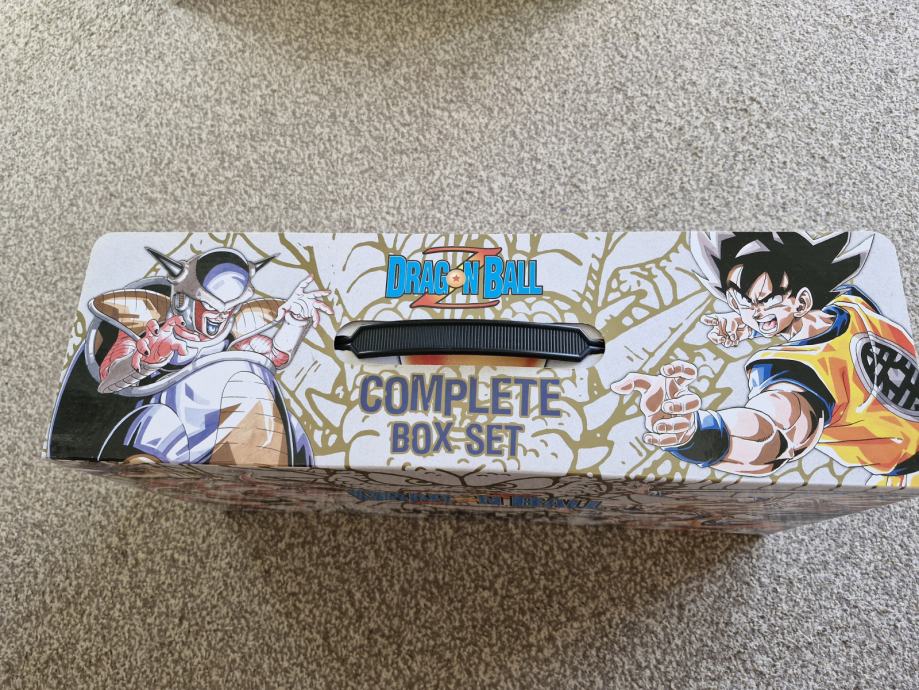 DRAGON BALL Z
COMPLETE
BOX SET